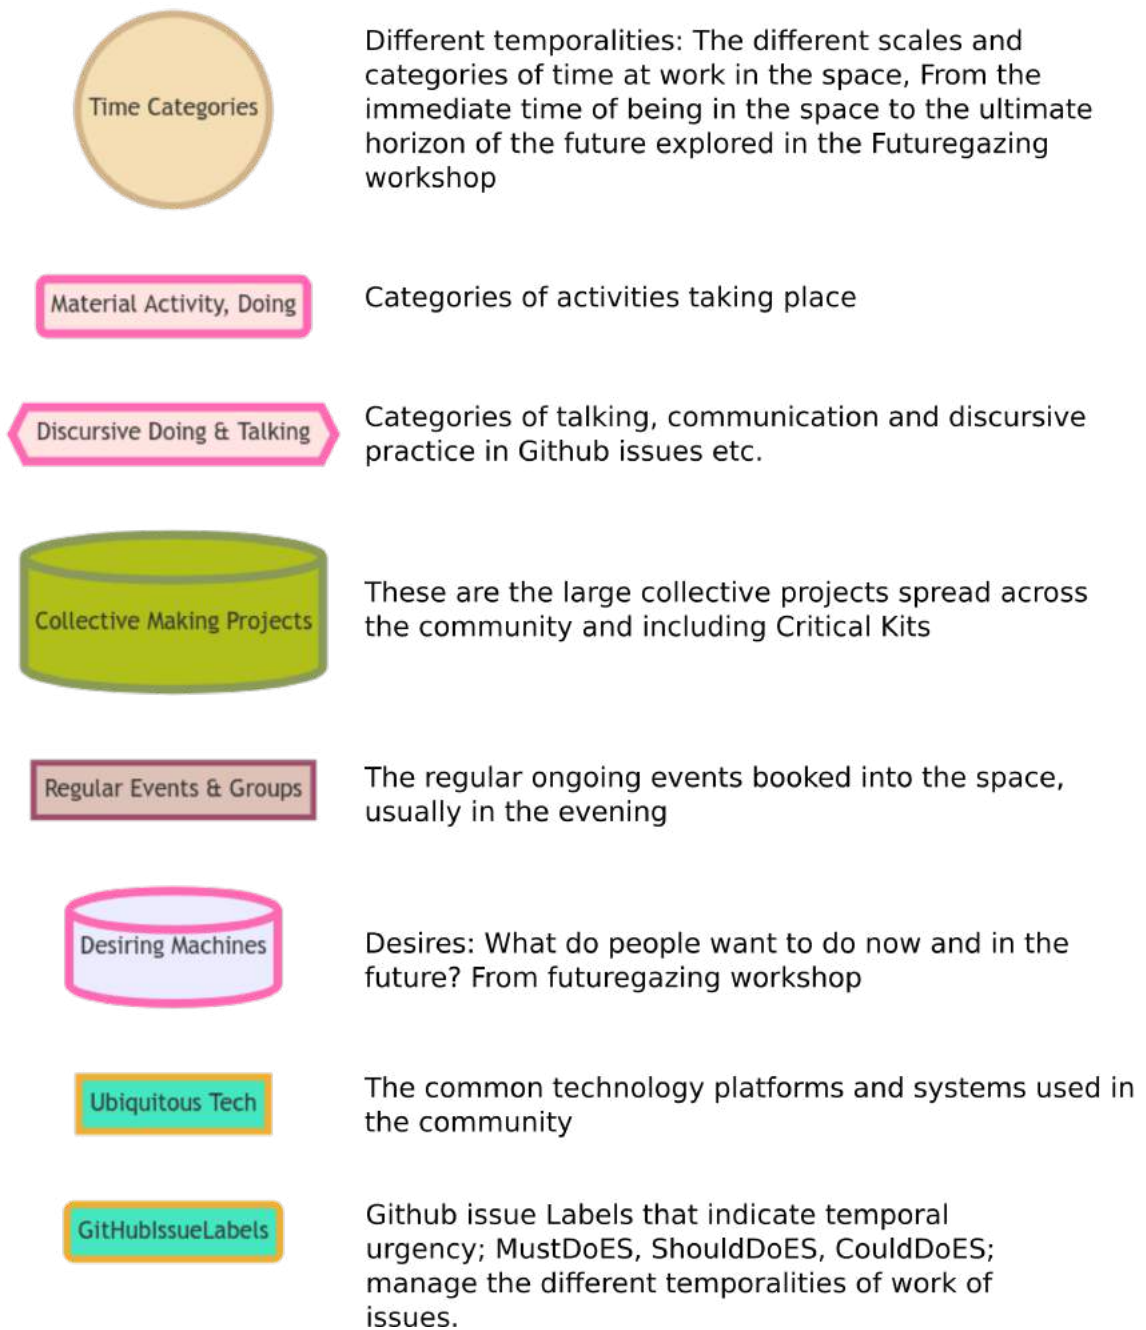 Time Categories
Different temporalities: The different scales and
categories of time at work in the space, From the
immediate time of being in the space to the ultimate
horizon of the future explored in the Futuregazing
workshop
Material Activity, Doing
Categories of activities taking place
Discursive Doing & Talking
Categories of talking, communication and discursive
practice in Github issues etc.
Collective Making Projects
These are the large collective projects spread across
the community and including Critical Kits
Regular Events & Groups
The regular ongoing events booked into the space,
usually in the evening
Desiring Machines
Desires: What do people want to do now and in the
future? From futuregazing workshop
Ubiquitous Tech
The common technology platforms and systems used in
the community
GitHubIssueLabels
Github issue Labels that indicate temporal
urgency; MustDoES, ShouldDoES, CouldDoES;
manage the different temporalities of work of
issues.